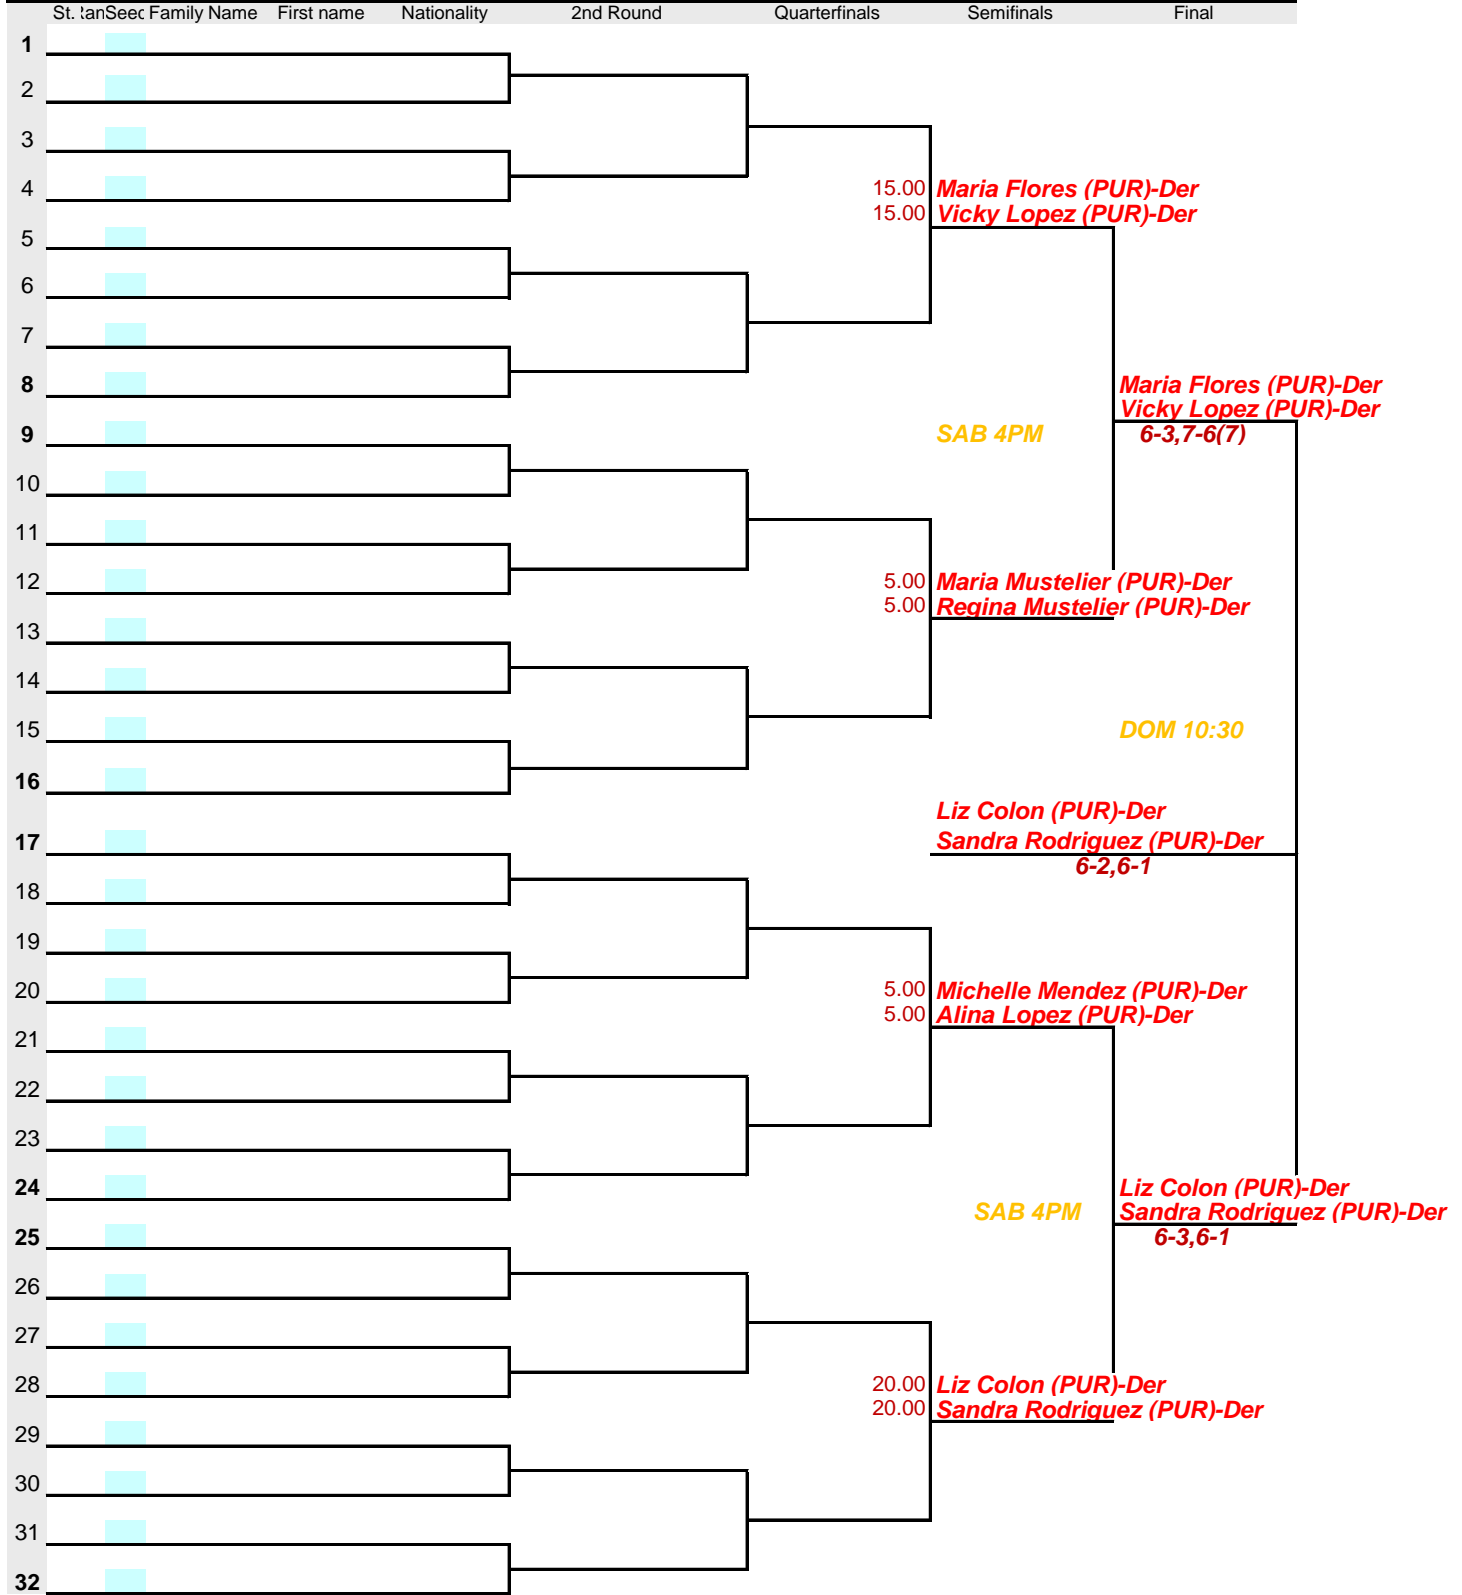 St. Ran Seed Family Name First name Nationality 2nd Round Quarterfinals Semifinals Final
1
2
3
4
15.00 Maria Flores (PUR)-Der
15.00 Vicky Lopez (PUR)-Der
5
6
7
8
Maria Flores (PUR)-Der
Vicky Lopez (PUR)-Der
9
SAB 4PM
6-3,7-6(7)
10
11
12
5.00 Maria Mustelier (PUR)-Der
5.00 Regina Mustelier (PUR)-Der
13
14
15
DOM 10:30
16
Liz Colon (PUR)-Der
17
Sandra Rodriguez (PUR)-Der
6-2,6-1
18
19
20
5.00 Michelle Mendez (PUR)-Der
5.00 Alina Lopez (PUR)-Der
21
22
23
24
Liz Colon (PUR)-Der
SAB 4PM
Sandra Rodriguez (PUR)-Der
25
6-3,6-1
26
27
28
20.00 Liz Colon (PUR)-Der
20.00 Sandra Rodriguez (PUR)-Der
29
30
31
32